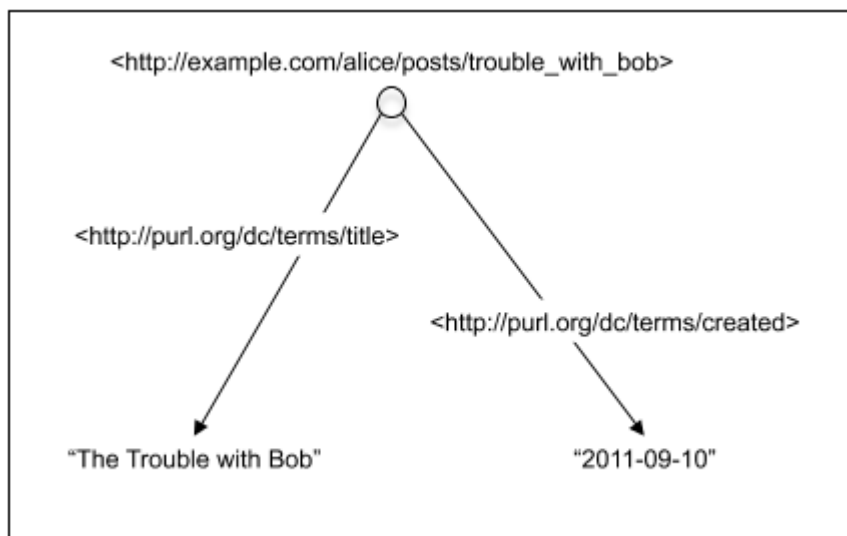 <http://example.com/alice/posts/trouble_with_bob>
<http://purl.org/dc/terms/title>
<http://purl.org/dc/terms/created>
“The Trouble with Bob”
“2011-09-10”